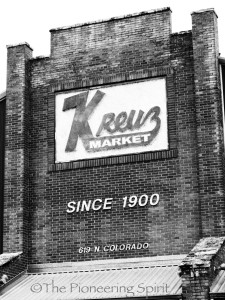 Kreuz
MARKET
SINCE 1900
619 N. COLORADO
©The Pioneering Spirit